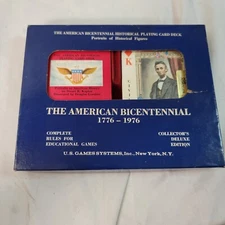 THE AMERICAN BICENTENNIAL HISTORICAL PLAYING CARD DECK
Portraits of Historical Figures
K
THE AMERICAN BICENTENNIAL
1776 - 1976
COMPLETE
RULES FOR
EDUCATIONAL GAMES
COLLECTOR'S
DELUXE
EDITION
U.S. GAMES SYSTEMS, Inc., New York, N.Y.